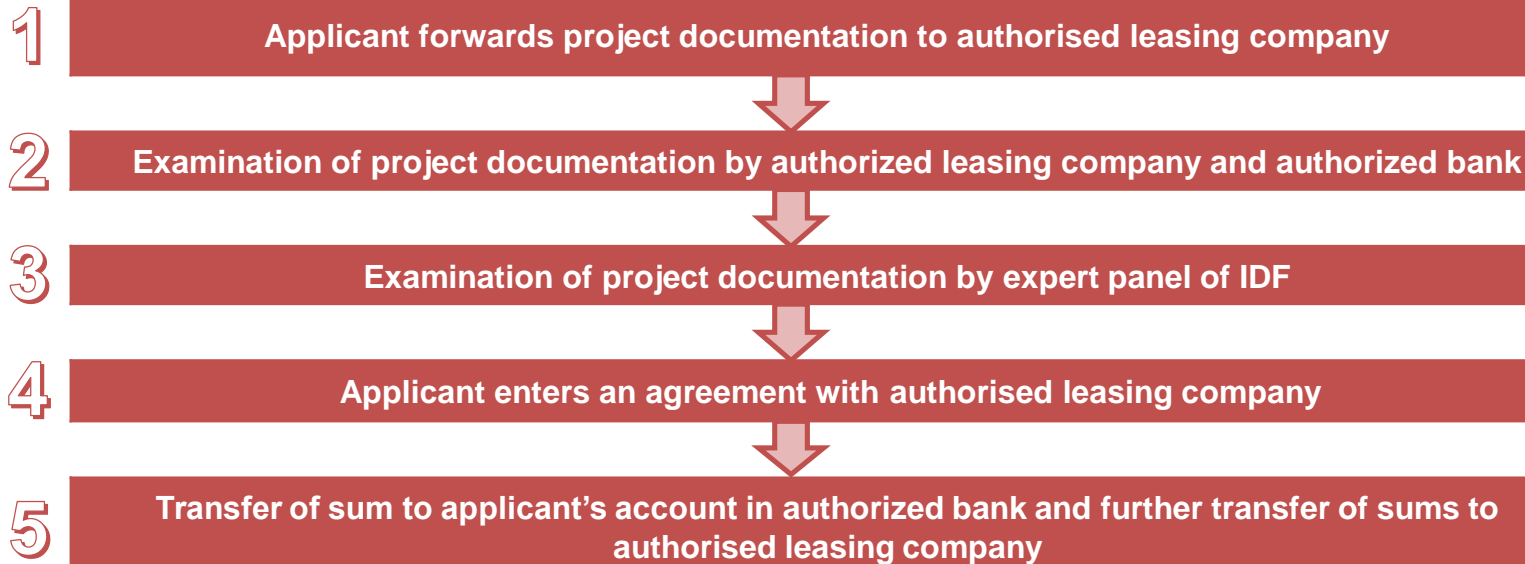 1
Applicant forwards project documentation to authorised leasing company
2
Examination of project documentation by authorized leasing company and authorized bank
3
Examination of project documentation by expert panel of IDF
4
Applicant enters an agreement with authorised leasing company
5
Transfer of sum to applicant’s account in authorized bank and further transfer of sums to
authorised leasing company